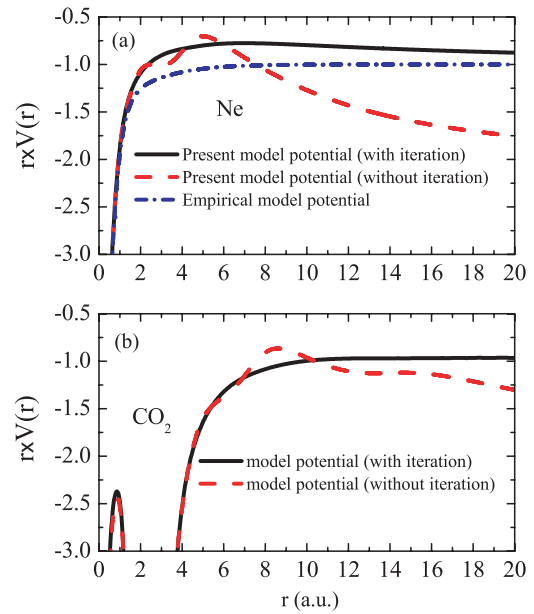 -0.5
(a)
-1.0
-1.5
Ne
rxV(r)
Present model potential (with iteration)
-2.0
Present model potential (without iteration)
Empirical model potential
-2.5
-3.0
0 2 4 6 8 10 12 14 16 18 20
-0.5
(b)
-1.0
-1.5
CO2
rxV(r)
-2.0
model potential (with iteration)
model potential (without iteration)
-2.5
-3.0
0 2 4 6 8 10 12 14 16 18 20
r (a.u.)